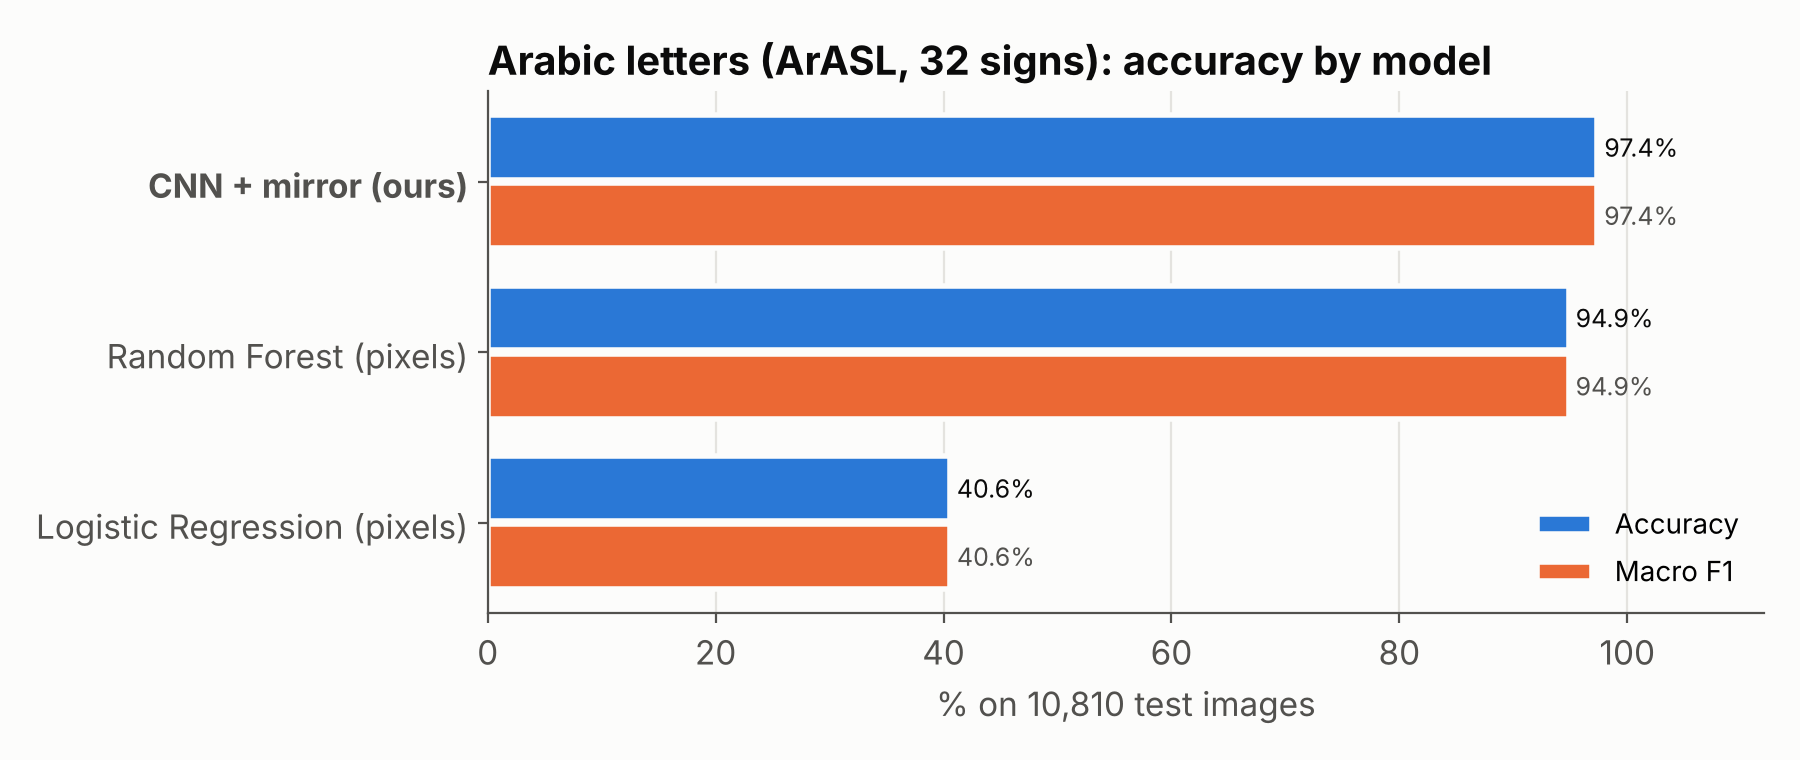 Arabic letters (ArASL, 32 signs): accuracy by model
CNN + mirror (ours)
97.4%
97.4%
Random Forest (pixels)
94.9%
94.9%
Logistic Regression (pixels)
40.6%
40.6%
Accuracy
Macro F1
0 20 40 60 80 100
% on 10,810 test images